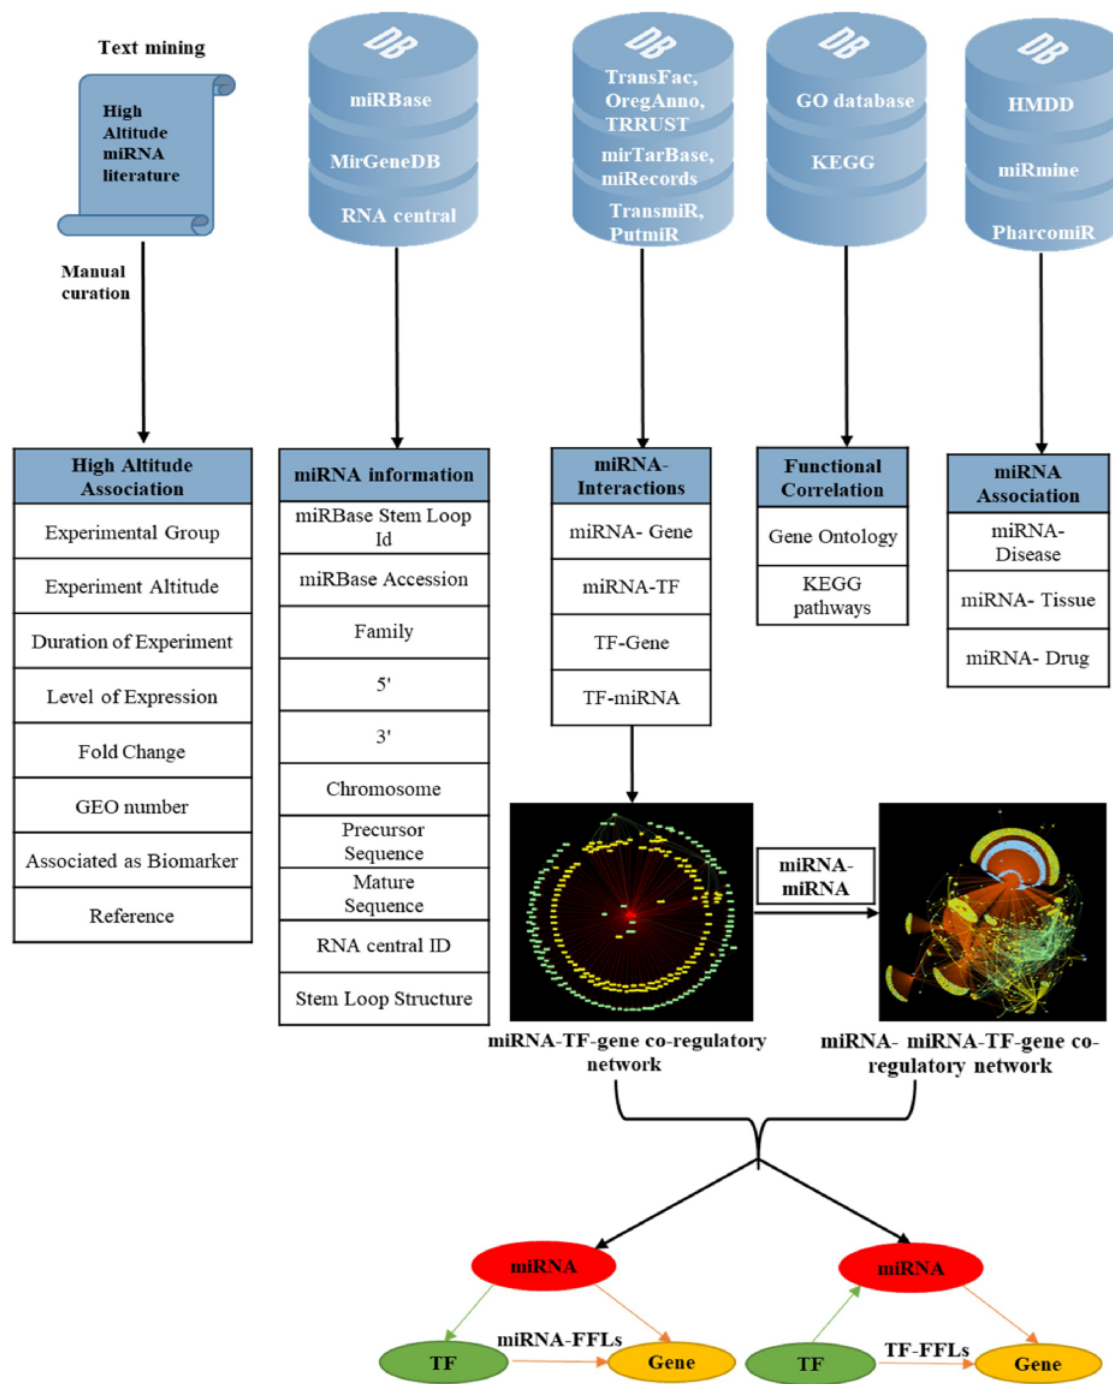 Text mining
High
Altitude
miRNA
literature
Manual
curation
DB
miRBase
MirGeneDB
RNA central
DB
TransFac,
OregAnno,
TRRUST
mirTarBase,
miRecords
TransmiR,
PutmiR
DB
GO database
KEGG
DB
HMDD
miRmine
PharcomiR
High Altitude
Association
Experimental Group
Experiment Altitude
Duration of Experiment
Level of Expression
Fold Change
GEO number
Associated as Biomarker
Reference
miRNA information
miRBase Stem Loop
Id
miRBase Accession
Family
5'
3'
Chromosome
Precursor
Sequence
Mature
Sequence
RNA central ID
Stem Loop Structure
miRNA-
Interactions
miRNA- Gene
miRNA-TF
TF-Gene
TF-miRNA
Functional
Correlation
Gene Ontology
KEGG
pathways
miRNA
Association
miRNA-
Disease
miRNA- Tissue
miRNA- Drug
miRNA-
miRNA
miRNA-TF-gene co-regulatory
network
miRNA- miRNA-TF-gene co-
regulatory network
miRNA
TF
miRNA-FFLs
Gene
miRNA
TF
TF-FFLs
Gene